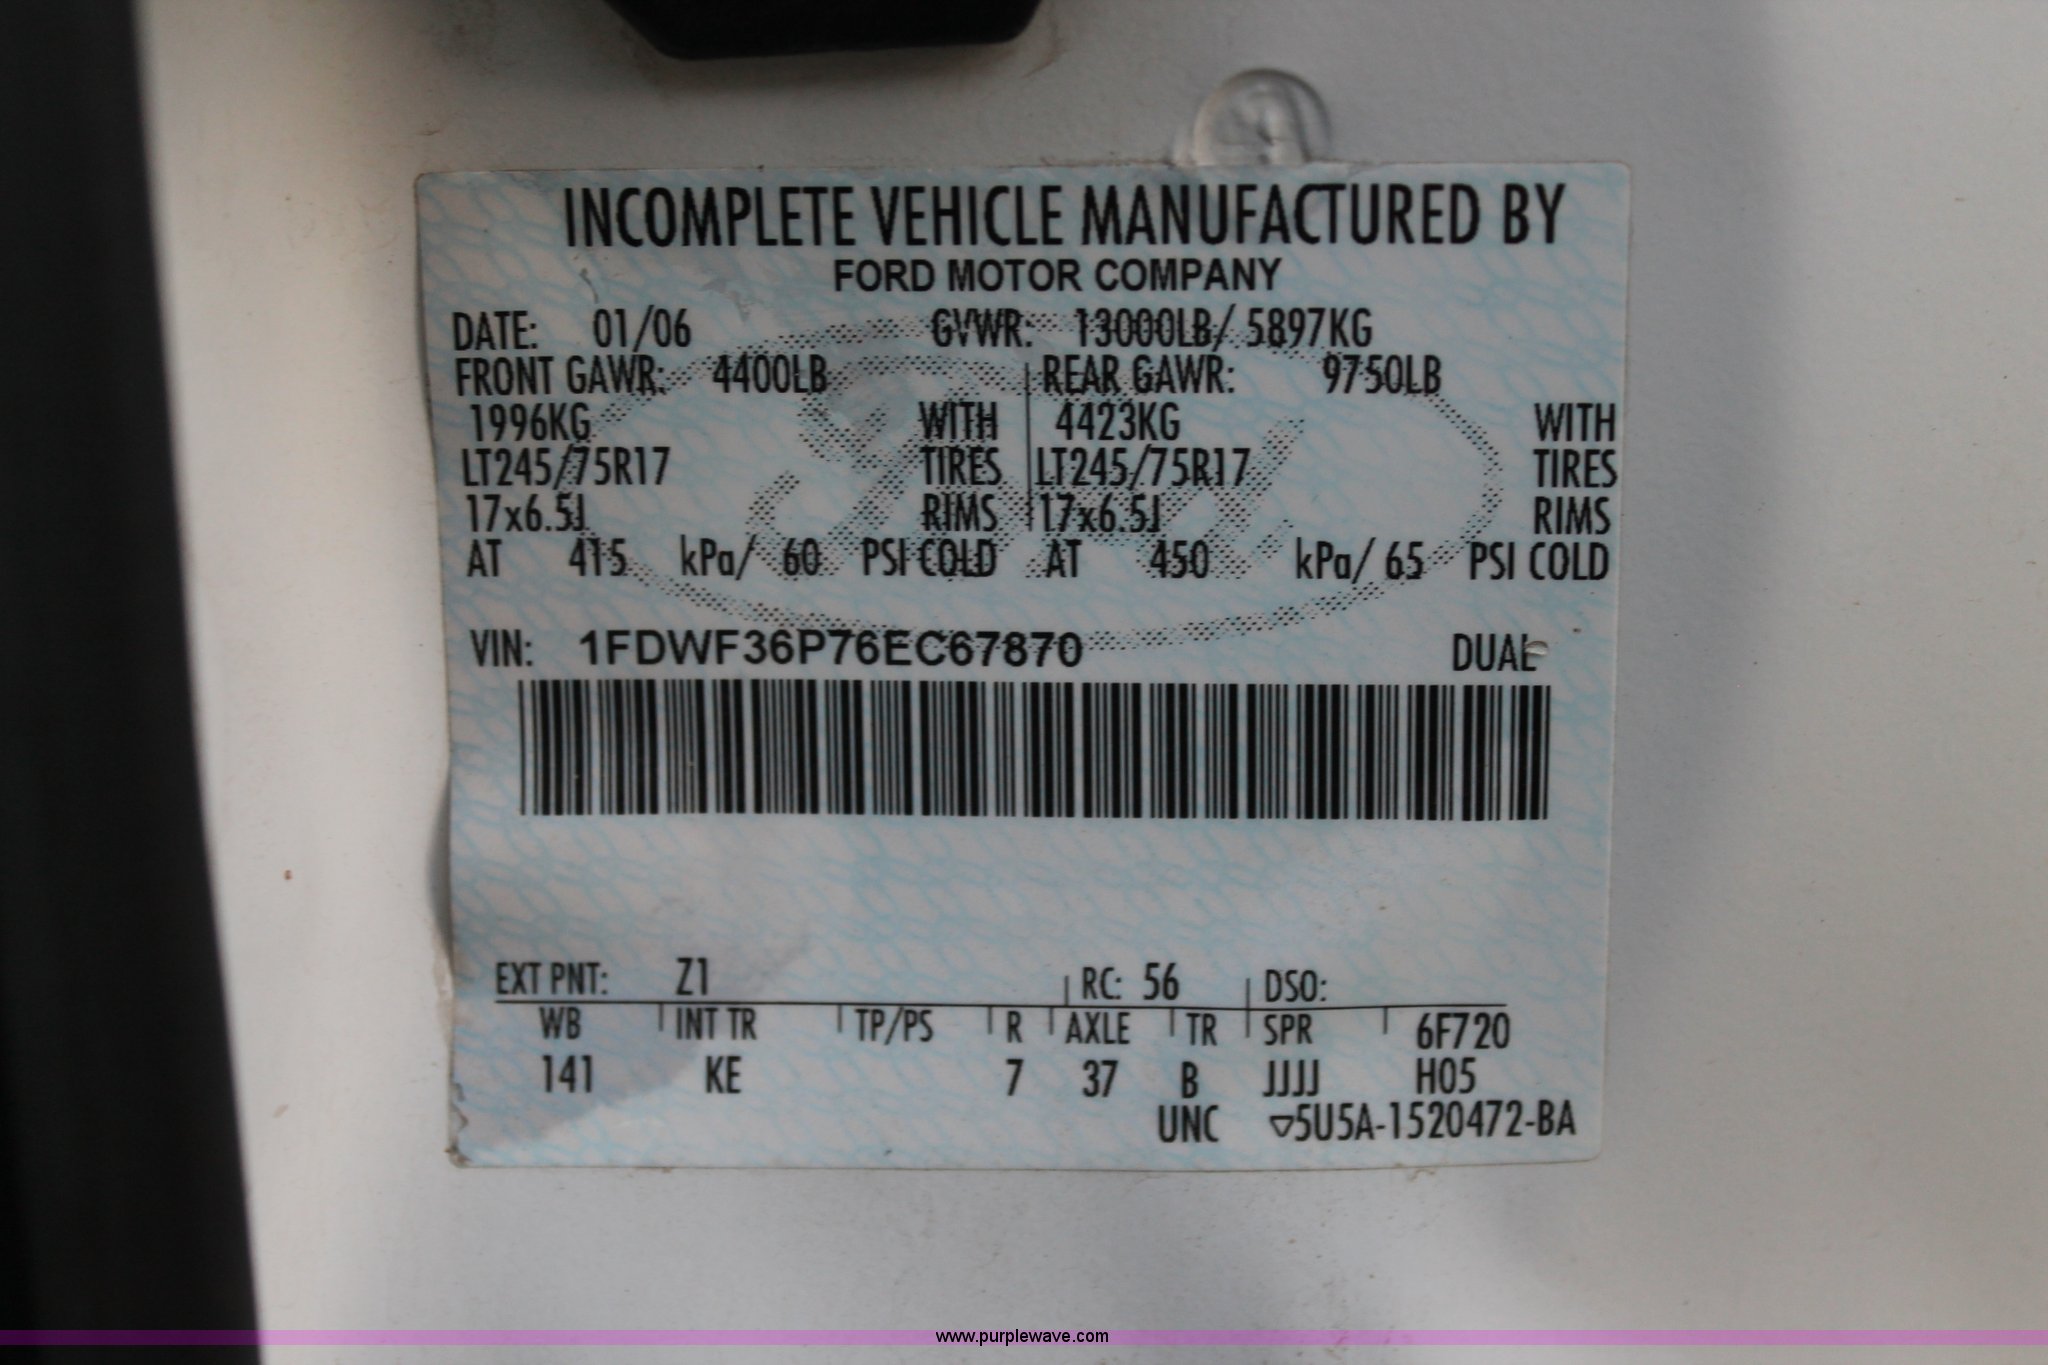 INCOMPLETE VEHICLE MANUFACTURED BY
FORD MOTOR COMPANY
DATE: 01/06 GVWR: 13000LB/ 5897KG
FRONT GAWR: 4400LB REAR GAWR: 9750LB
1996KG WITH 4423KG WITH
LT245/75R17 TIRES LT245/75R17 TIRES
17x6.5J RIMS 17x6.5J RIMS
AT 415 kPa/ 60 PSI COLD AT 450 kPa/ 65 PSI COLD
VIN: 1FDWF36P76EC67870 DUAL
EXT PNT: Z1 RC: 56 DSO:
WB INT TR TP/PS R AXLE TR SPR 6F720
141 KE 7 37 B JJJJ H05
UNC ▽5U5A-1520472-BA
www.purplewave.com